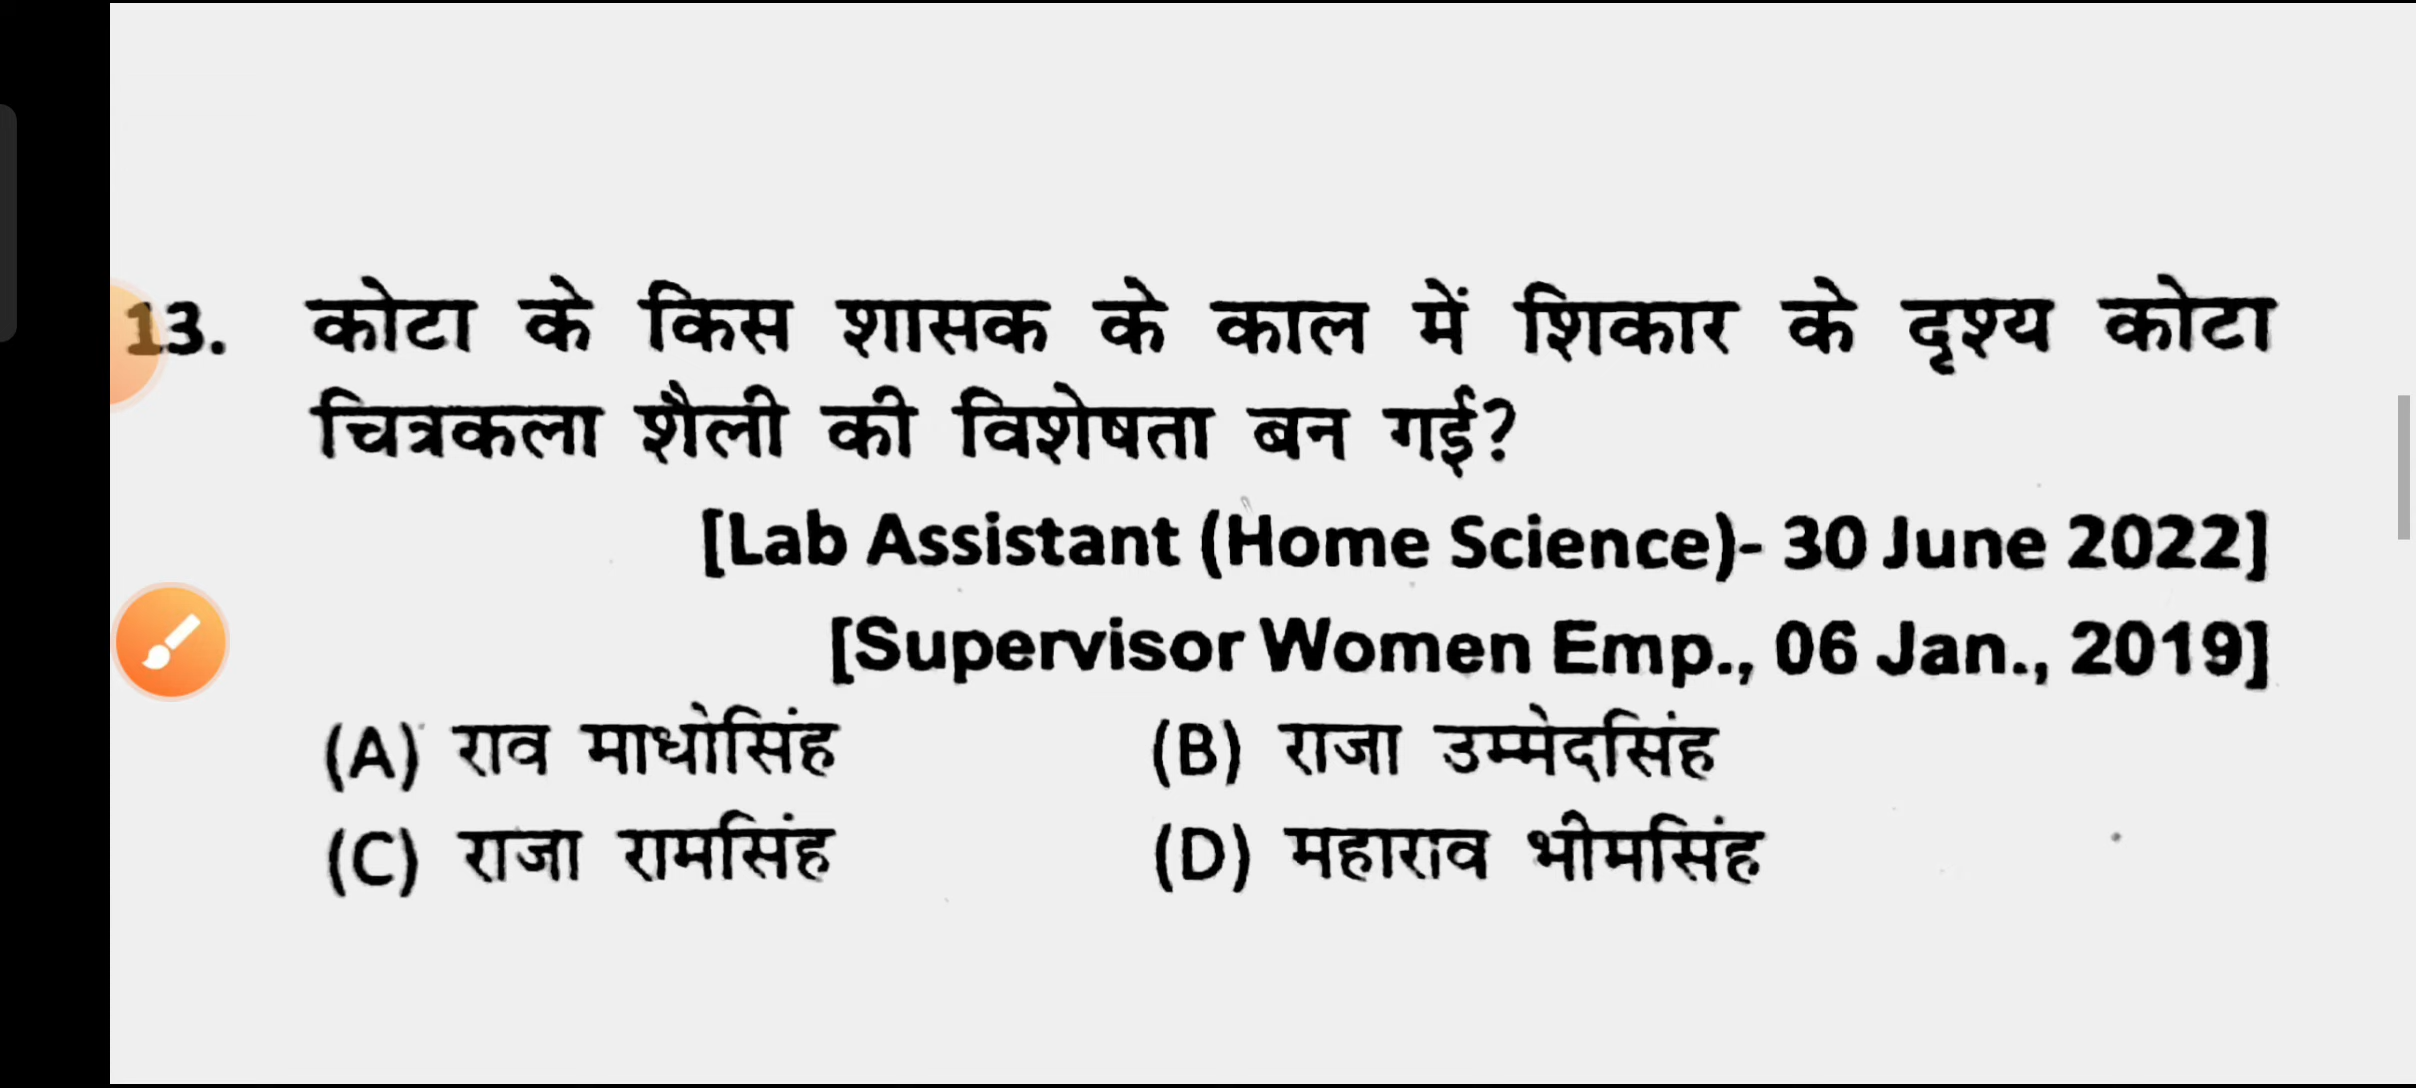 13. कोटा के किस शासक के काल में शिकार के दृश्य कोटा
चित्रकला शैली की विशेषता बन गई?
[Lab Assistant (Home Science)- 30 June 2022]
[Supervisor Women Emp., 06 Jan., 2019]
(A) राव माधोसिंह (B) राजा उम्मेदसिंह
(C) राजा रामसिंह (D) महाराव भीमसिंह